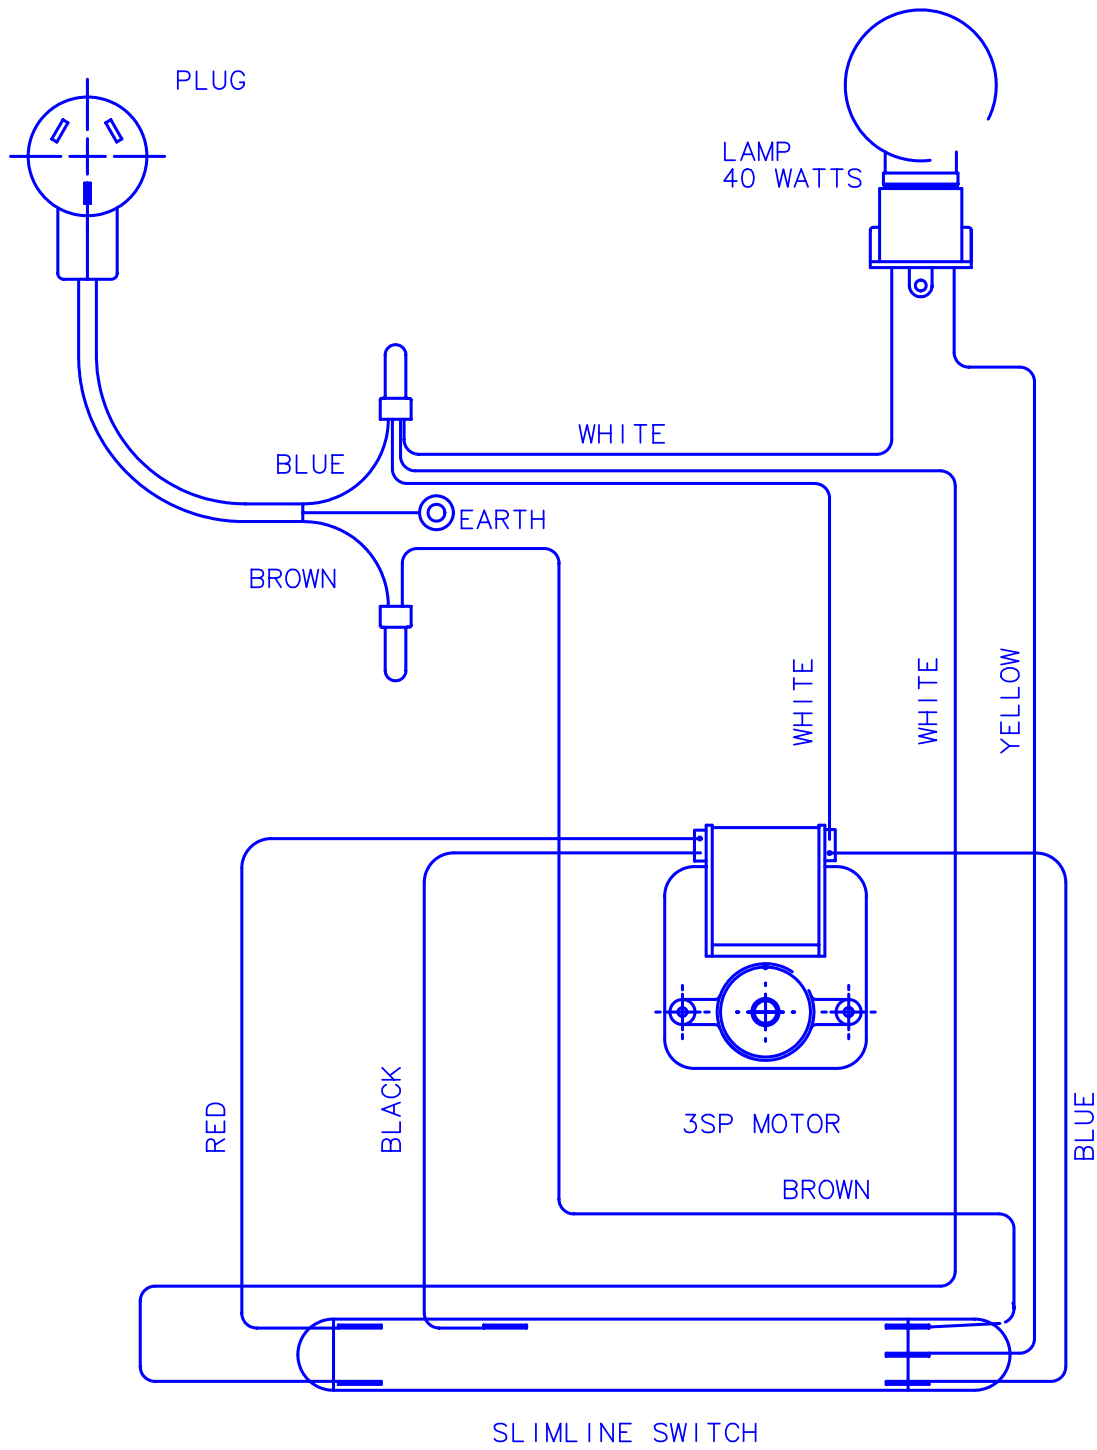 PLUG
LAMP
40 WATTS
WHITE
BLUE
EARTH
BROWN
WHITE
WHITE
YELLOW
RED
BLACK
3SP MOTOR
BLUE
BROWN
SLIMLINE SWITCH